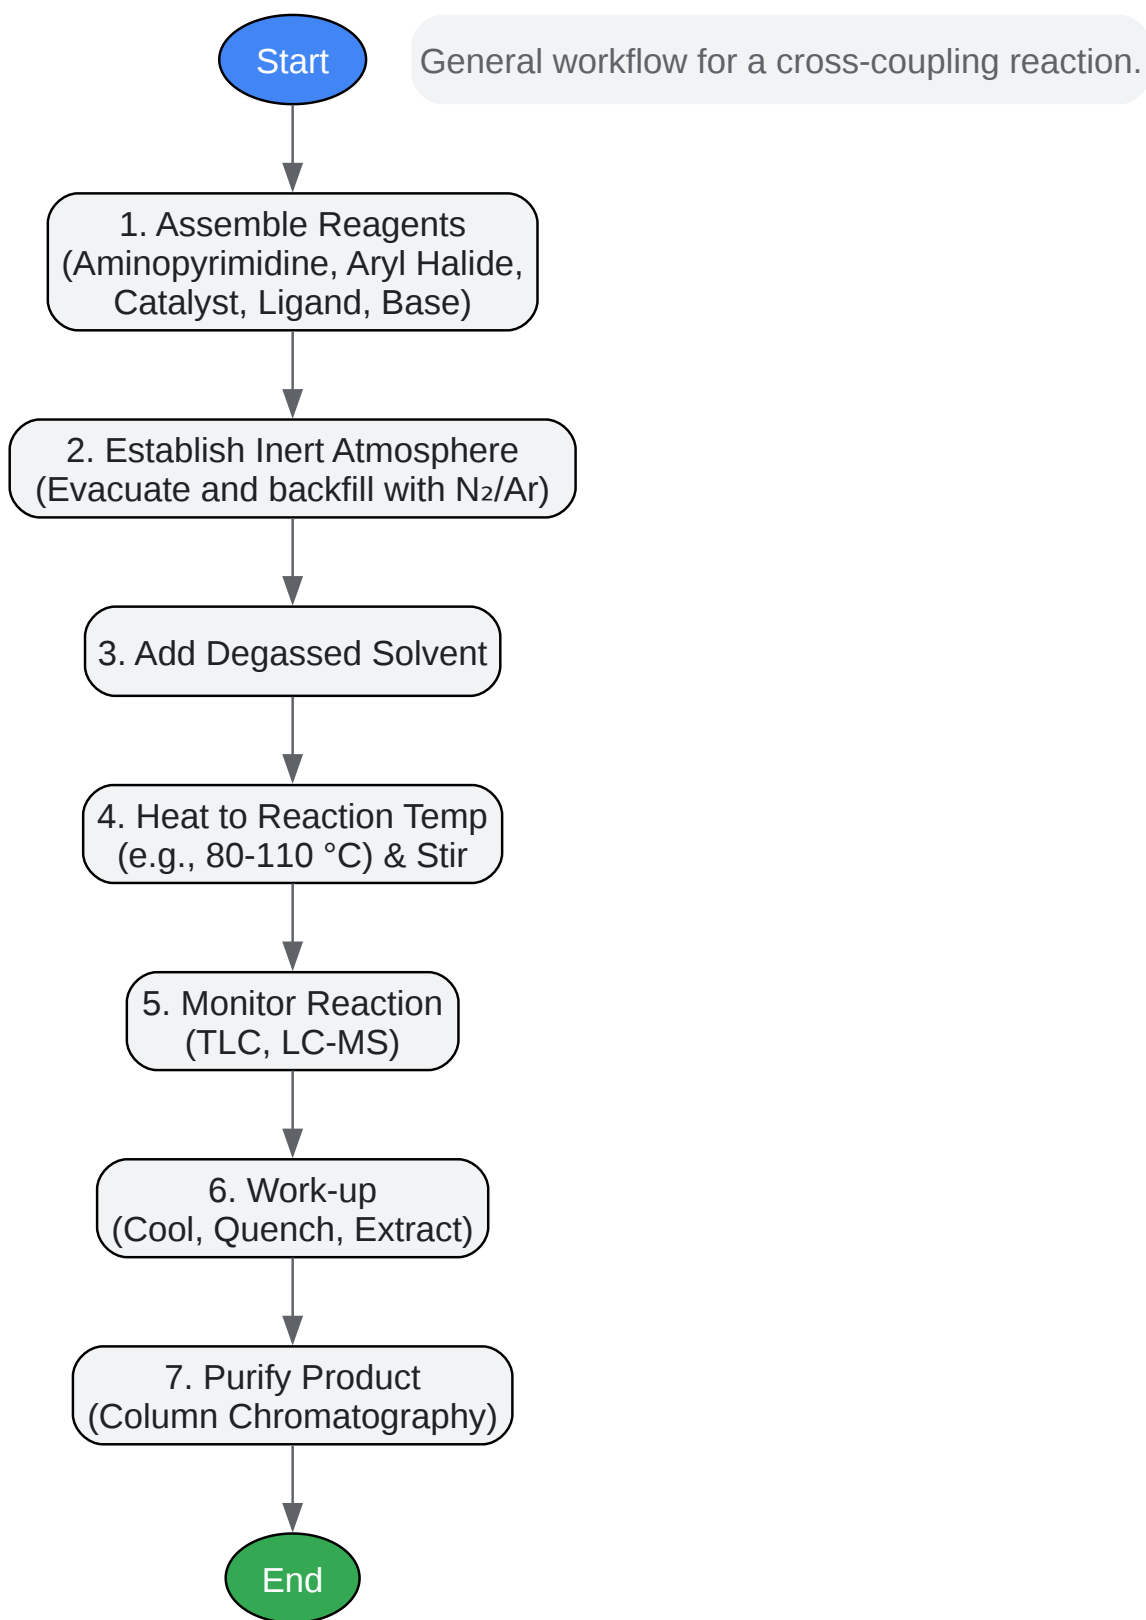 Start
General workflow for a cross-coupling reaction.
1. Assemble Reagents
(Aminopyrimidine, Aryl Halide,
Catalyst, Ligand, Base)
2. Establish Inert Atmosphere
(Evacuate and backfill with N₂/Ar)
3. Add Degassed Solvent
4. Heat to Reaction Temp
(e.g., 80-110 °C) & Stir
5. Monitor Reaction
(TLC, LC-MS)
6. Work-up
(Cool, Quench, Extract)
7. Purify Product
(Column Chromatography)
End